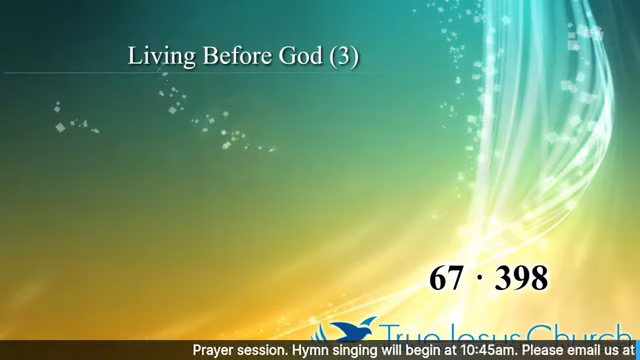 Living Before God (3)
67 · 398
True Jesus Church
Prayer session. Hymn singing will begin at 10:45am. Please email us at